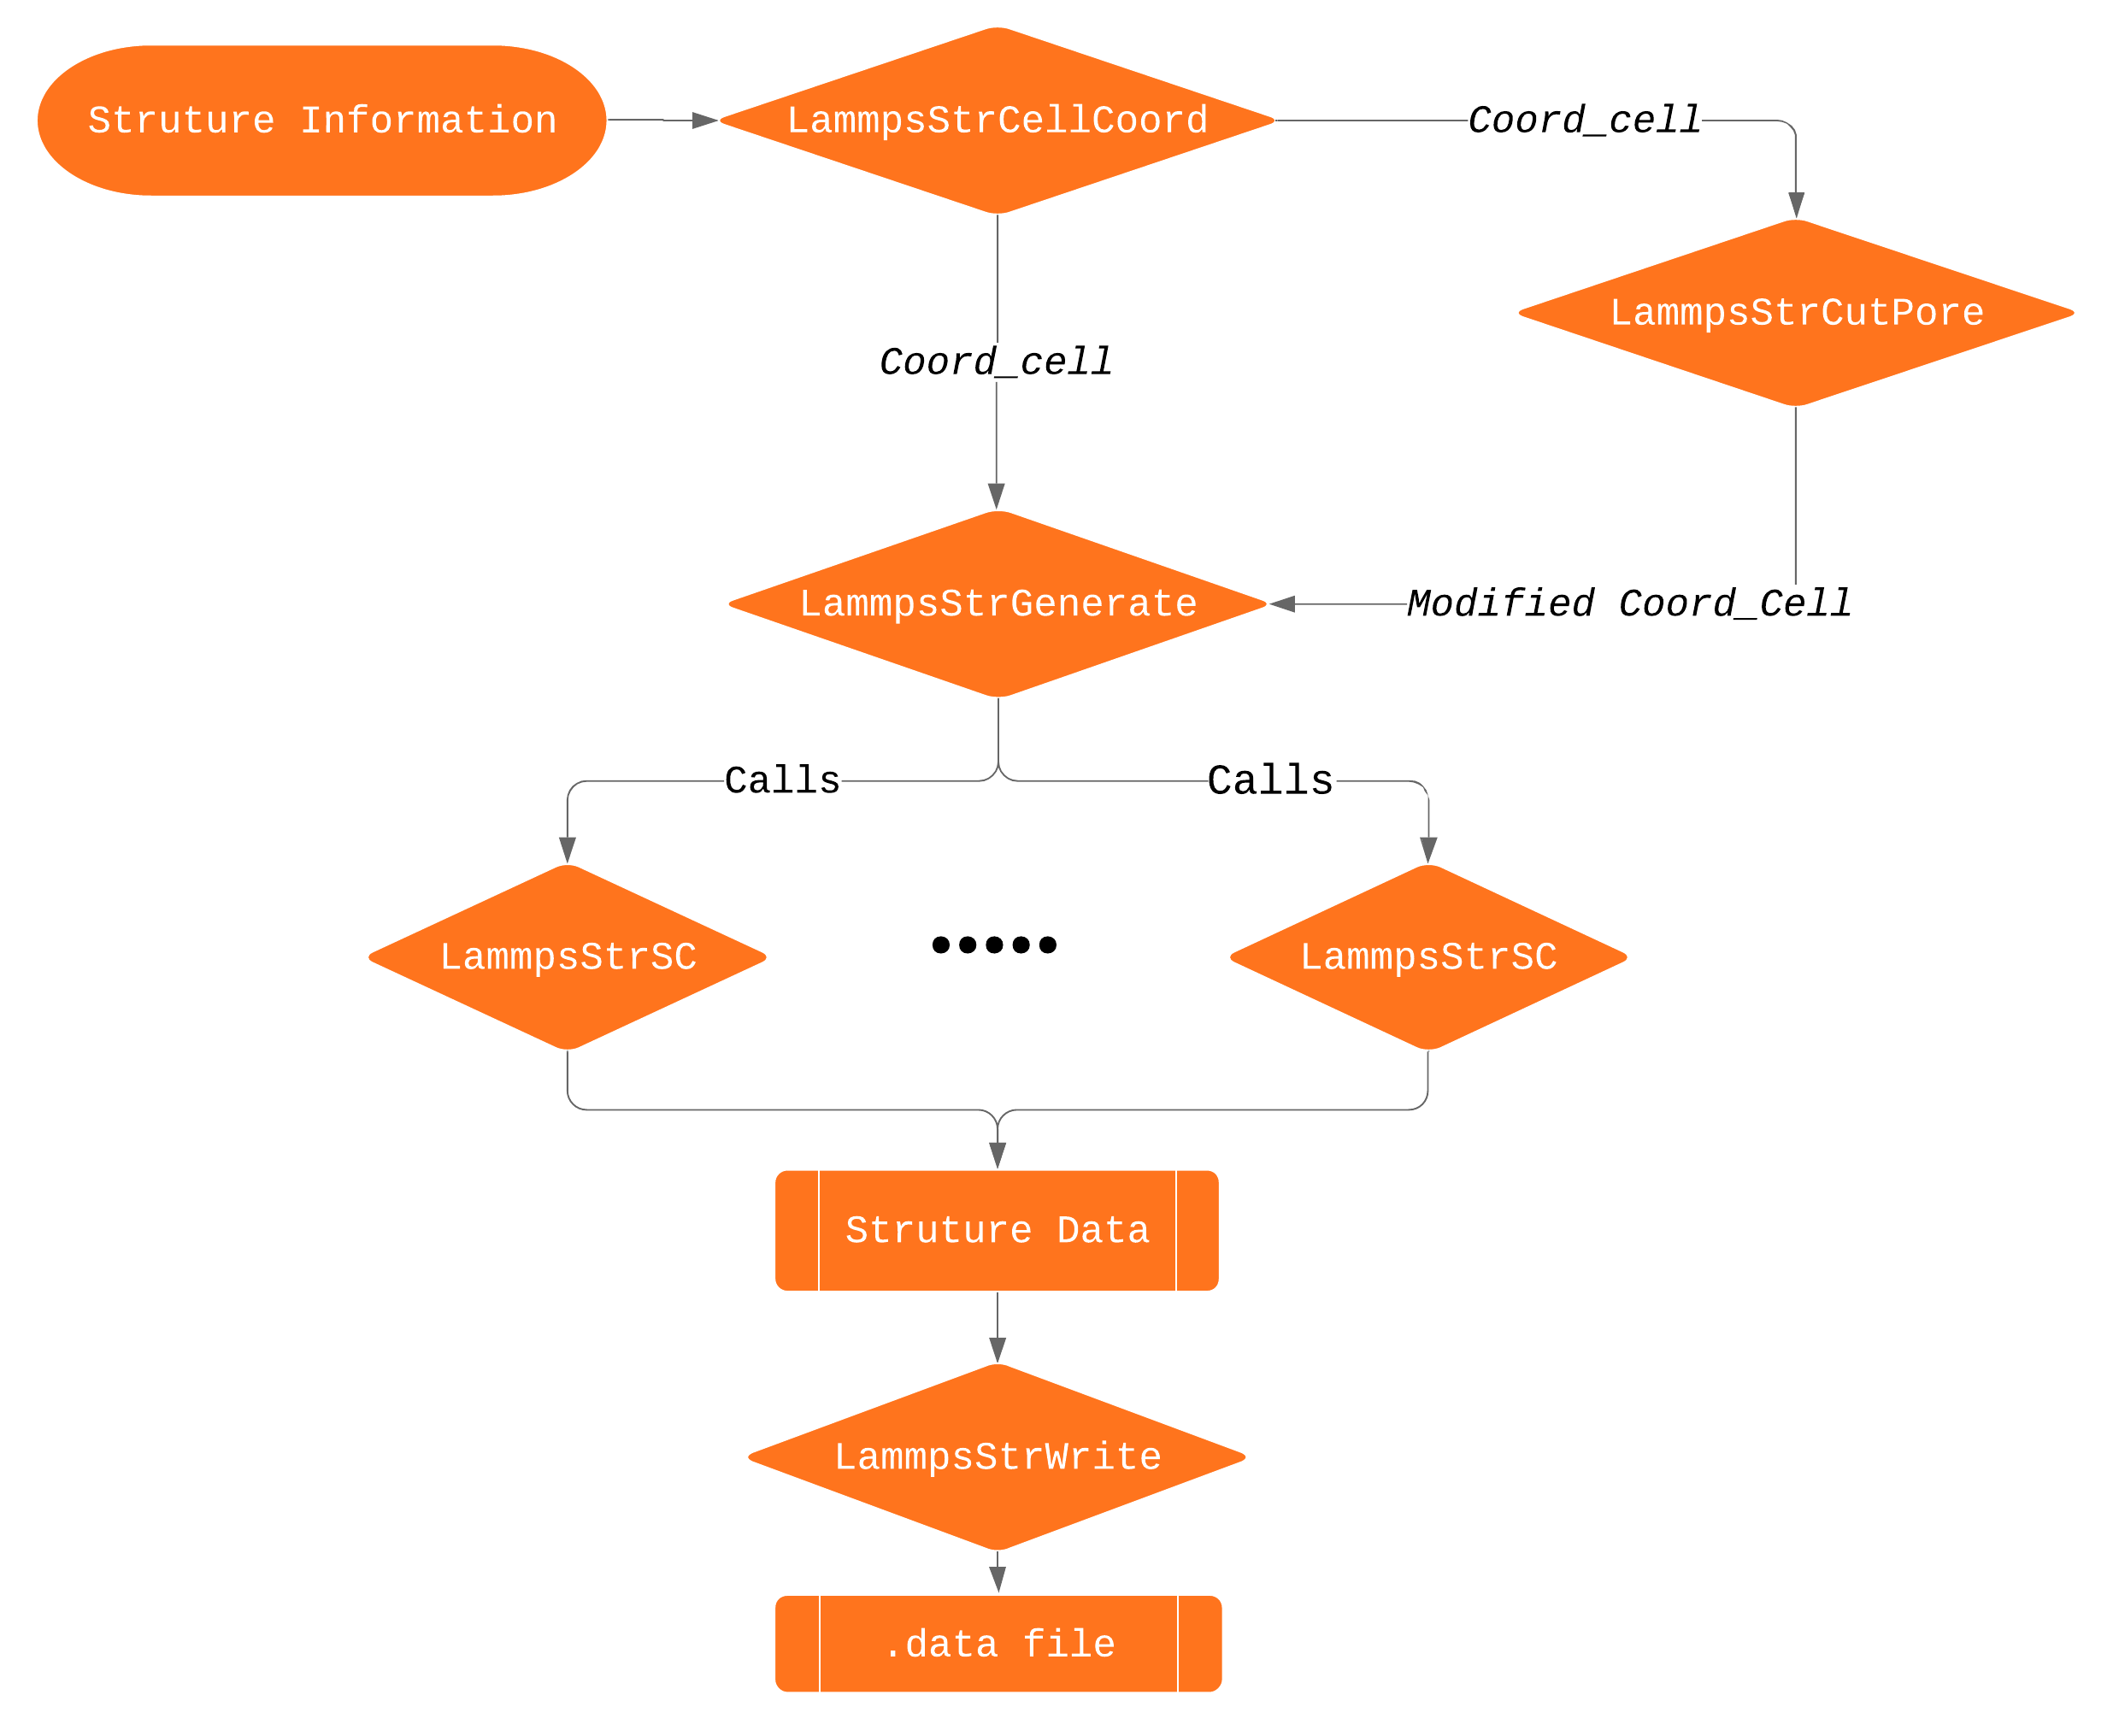 Struture Information
LammpsStrCellCoord
Coord_cell
LammpsStrCutPore
Coord_cell
LammpsStrGenerate
Modified Coord_Cell
Calls
Calls
LammpsStrSC
•••••
LammpsStrSC
Struture Data
LammpsStrWrite
.data file